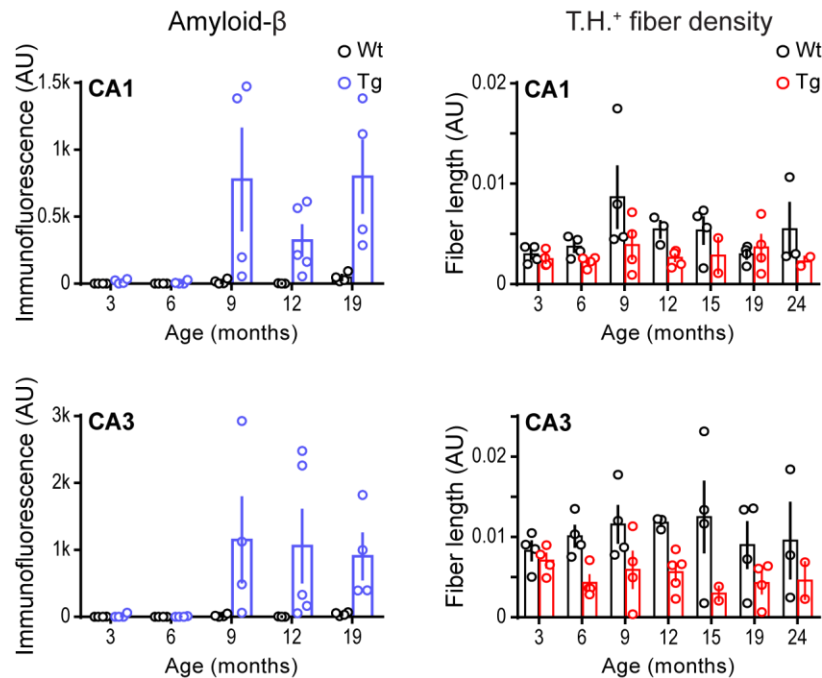 Amyloid-β
T.H.⁺ fiber density
Wt
Tg
CA1
Immunofluorescence (AU)
1.5k
1k
0.5k
0
3 6 9 12 19
Age (months)
Wt
Tg
CA1
Fiber length (AU)
0.02
0.01
0
3 6 9 12 15 19 24
Age (months)
CA3
Immunofluorescence (AU)
3k
2k
1k
0
3 6 9 12 19
Age (months)
CA3
Fiber length (AU)
0.02
0.01
0
3 6 9 12 15 19 24
Age (months)